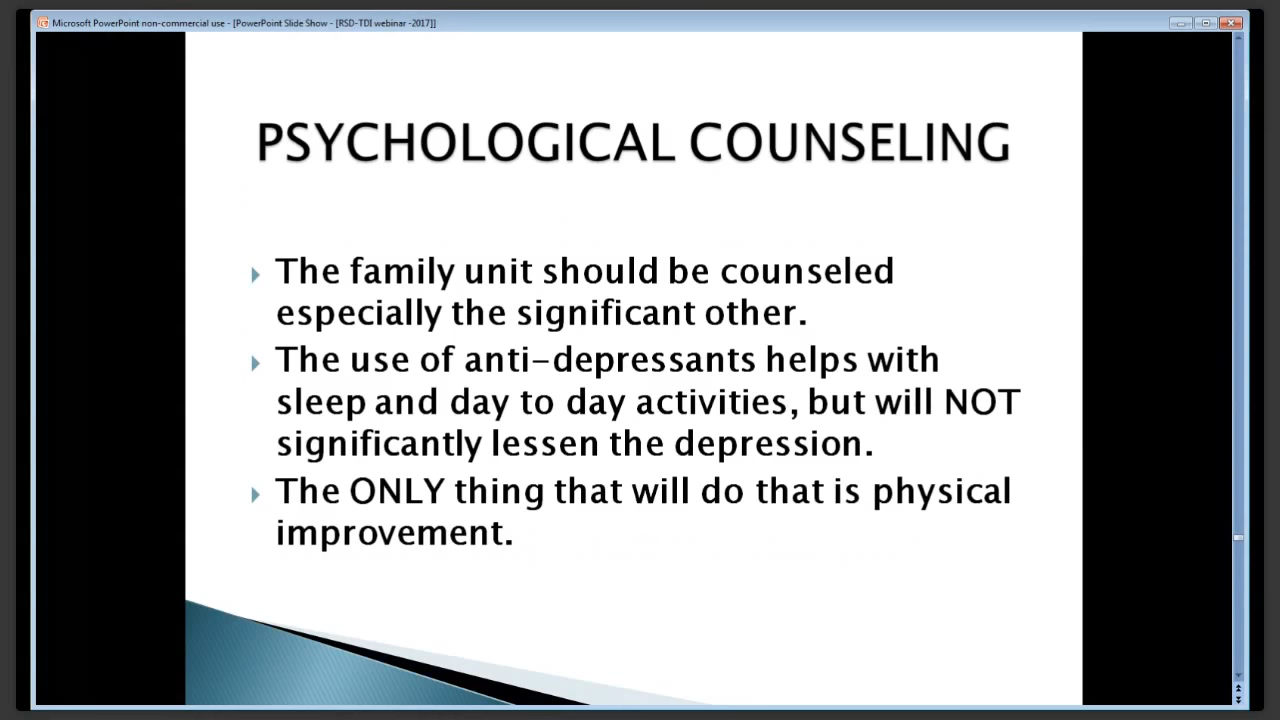 Microsoft PowerPoint non-commercial use - [PowerPoint Slide Show - [RSD-TDI webinar -2017]]
PSYCHOLOGICAL COUNSELING
The family unit should be counseled
especially the significant other.
The use of anti-depressants helps with
sleep and day to day activities, but will NOT
significantly lessen the depression.
The ONLY thing that will do that is physical
improvement.